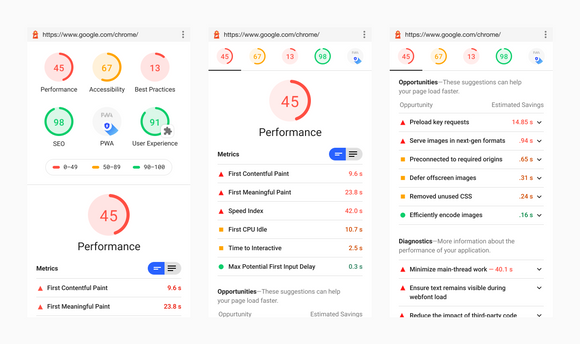 https://www.google.com/chrome/
45
67
13
Performance
Accessibility
Best Practices
98
PWA
91
SEO
PWA
User Experience
0–49
50–89
90–100
45
Performance
Metrics
First Contentful Paint
9.6 s
First Meaningful Paint
23.8 s
https://www.google.com/chrome/
45
67
13
98
45
Performance
Metrics
First Contentful Paint
9.6 s
First Meaningful Paint
23.8 s
Speed Index
42.0 s
First CPU Idle
10.7 s
Time to Interactive
2.5 s
Max Potential First Input Delay
0.3 s
Opportunities—These suggestions can help
your page load faster.
Opportunity
Estimated Savings
https://www.google.com/chrome/
45
67
13
98
Opportunities—These suggestions can help
your page load faster.
Opportunity
Estimated Savings
Preload key requests
14.85 s
Serve images in next-gen formats
.94 s
Preconnected to required origins
.65 s
Defer offscreen images
.31 s
Removed unused CSS
.24 s
Efficiently encode images
.16 s
Diagnostics—More information about the
performance of your application.
Minimize main-thread work — 40.1 s
Ensure text remains visible during
webfont load
Reduce the impact of third-party code